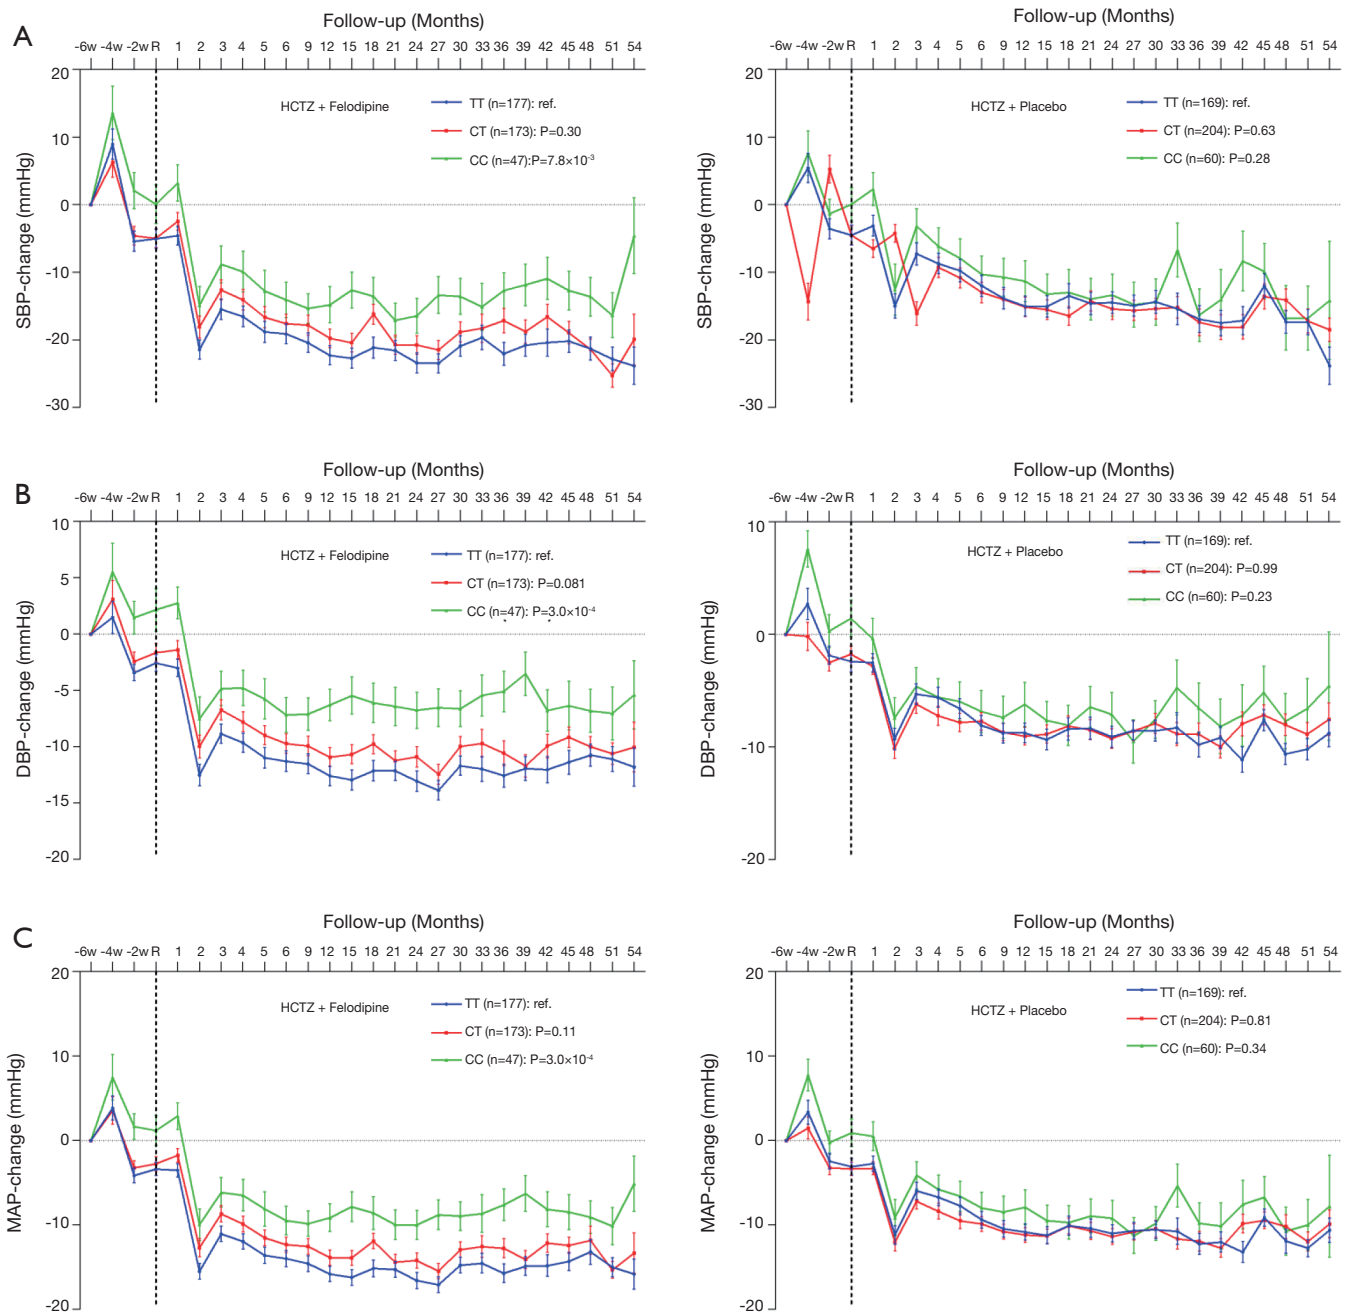 A
Follow-up (Months)
-6w -4w -2w R 1 2 3 4 5 6 9 12 15 18 21 24 27 30 33 36 39 42 45 48 51 54
20
10
0
-10
-20
-30
SBP-change (mmHg)
HCTZ + Felodipine
TT (n=177): ref.
CT (n=173): P=0.30
CC (n=47):P=7.8×10⁻³
Follow-up (Months)
-6w -4w -2w R 1 2 3 4 5 6 9 12 15 18 21 24 27 30 33 36 39 42 45 48 51 54
20
10
0
-10
-20
-30
SBP-change (mmHg)
HCTZ + Placebo
TT (n=169): ref.
CT (n=204): P=0.63
CC (n=60): P=0.28
B
Follow-up (Months)
-6w -4w -2w R 1 2 3 4 5 6 9 12 15 18 21 24 27 30 33 36 39 42 45 48 51 54
10
5
0
-5
-10
-15
-20
DBP-change (mmHg)
HCTZ + Felodipine
TT (n=177): ref.
CT (n=173): P=0.081
CC (n=47): P=3.0×10⁻⁴
Follow-up (Months)
-6w -4w -2w R 1 2 3 4 5 6 9 12 15 18 21 24 27 30 33 36 39 42 45 48 51 54
10
0
-10
-20
DBP-change (mmHg)
HCTZ + Placebo
TT (n=169): ref.
CT (n=204): P=0.99
CC (n=60): P=0.23
C
Follow-up (Months)
-6w -4w -2w R 1 2 3 4 5 6 9 12 15 18 21 24 27 30 33 36 39 42 45 48 51 54
20
10
0
-10
-20
MAP-change (mmHg)
HCTZ + Felodipine
TT (n=177): ref.
CT (n=173): P=0.11
CC (n=47): P=3.0×10⁻⁴
Follow-up (Months)
-6w -4w -2w R 1 2 3 4 5 6 9 12 15 18 21 24 27 30 33 36 39 42 45 48 51 54
20
10
0
-10
-20
MAP-change (mmHg)
HCTZ + Placebo
TT (n=169): ref.
CT (n=204): P=0.81
CC (n=60): P=0.34